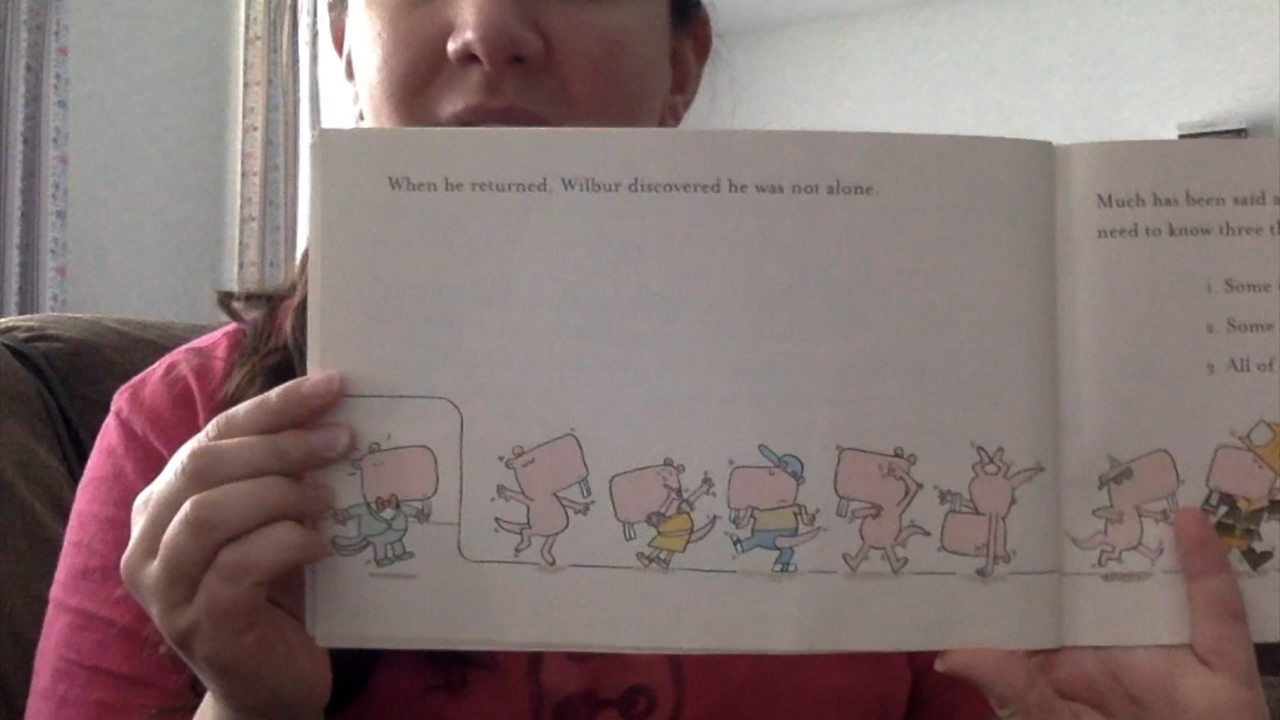 When he returned, Wilbur discovered he was not alone.
Much has been said
need to know three
1. Some
2. Some
3. All of